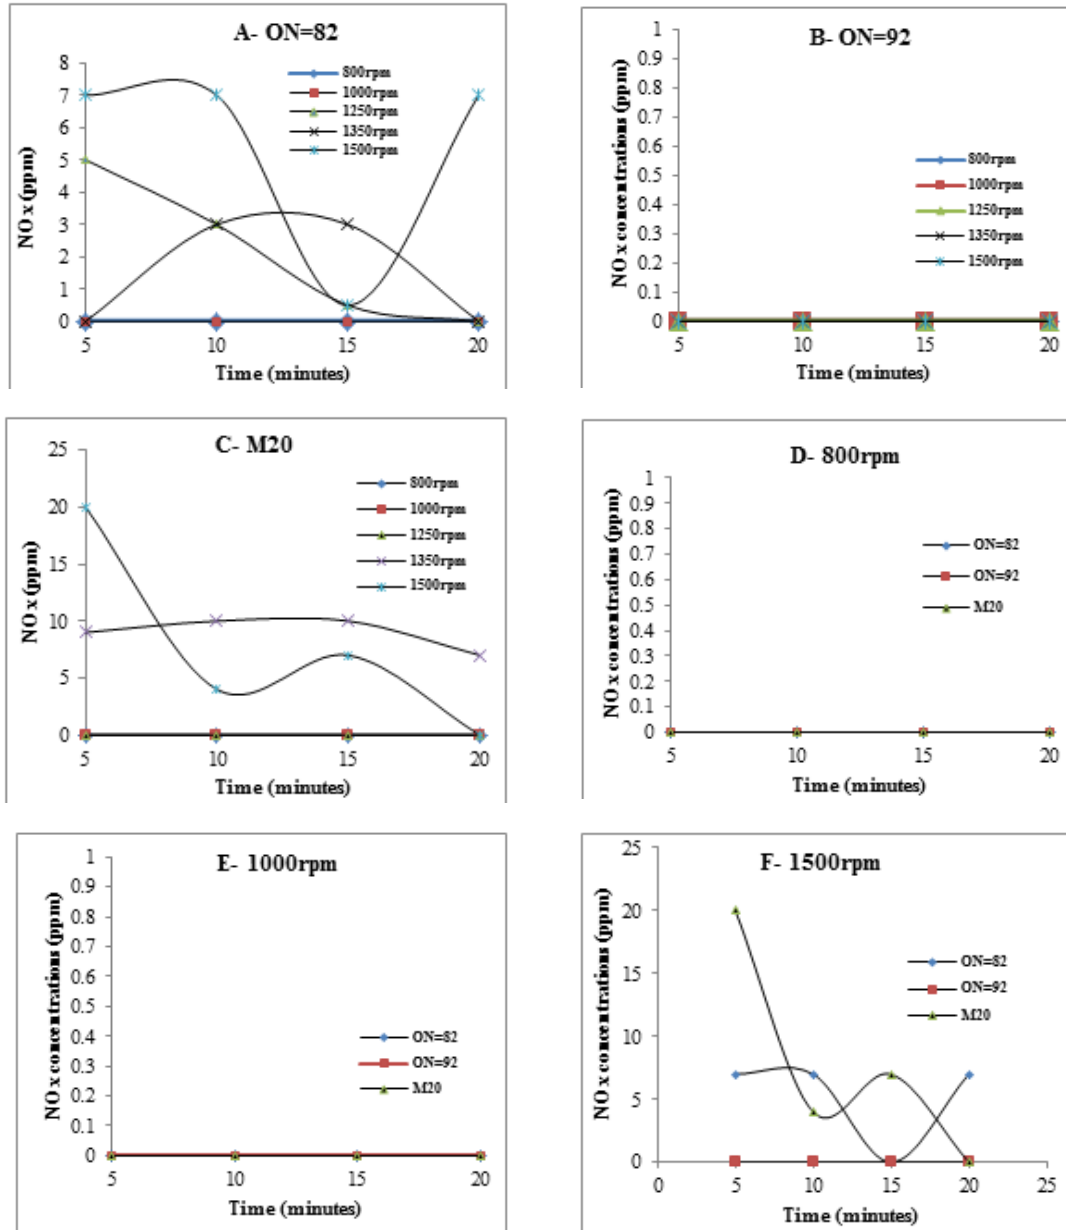 A- ON=82
8
7
6
5
4
3
2
1
0
NOx (ppm)
800rpm
1000rpm
1250rpm
1350rpm
1500rpm
5 10 15 20
Time (minutes)
B- ON=92
1
0.9
0.8
0.7
0.6
0.5
0.4
0.3
0.2
0.1
0
NOx concentrations (ppm)
800rpm
1000rpm
1250rpm
1350rpm
1500rpm
5 10 15 20
Time (minutes)
C- M20
25
20
15
10
5
0
NOx (ppm)
800rpm
1000rpm
1250rpm
1350rpm
1500rpm
5 10 15 20
Time (minutes)
D- 800rpm
1
0.9
0.8
0.7
0.6
0.5
0.4
0.3
0.2
0.1
0
NOx concentrations (ppm)
ON=82
ON=92
M20
5 10 15 20
Time (minutes)
E- 1000rpm
1
0.9
0.8
0.7
0.6
0.5
0.4
0.3
0.2
0.1
0
NOx concentrations (ppm)
ON=82
ON=92
M20
5 10 15 20
Time (minutes)
F- 1500rpm
25
20
15
10
5
0
NOx concentrations (ppm)
ON=82
ON=92
M20
0 5 10 15 20 25
Time (minutes)